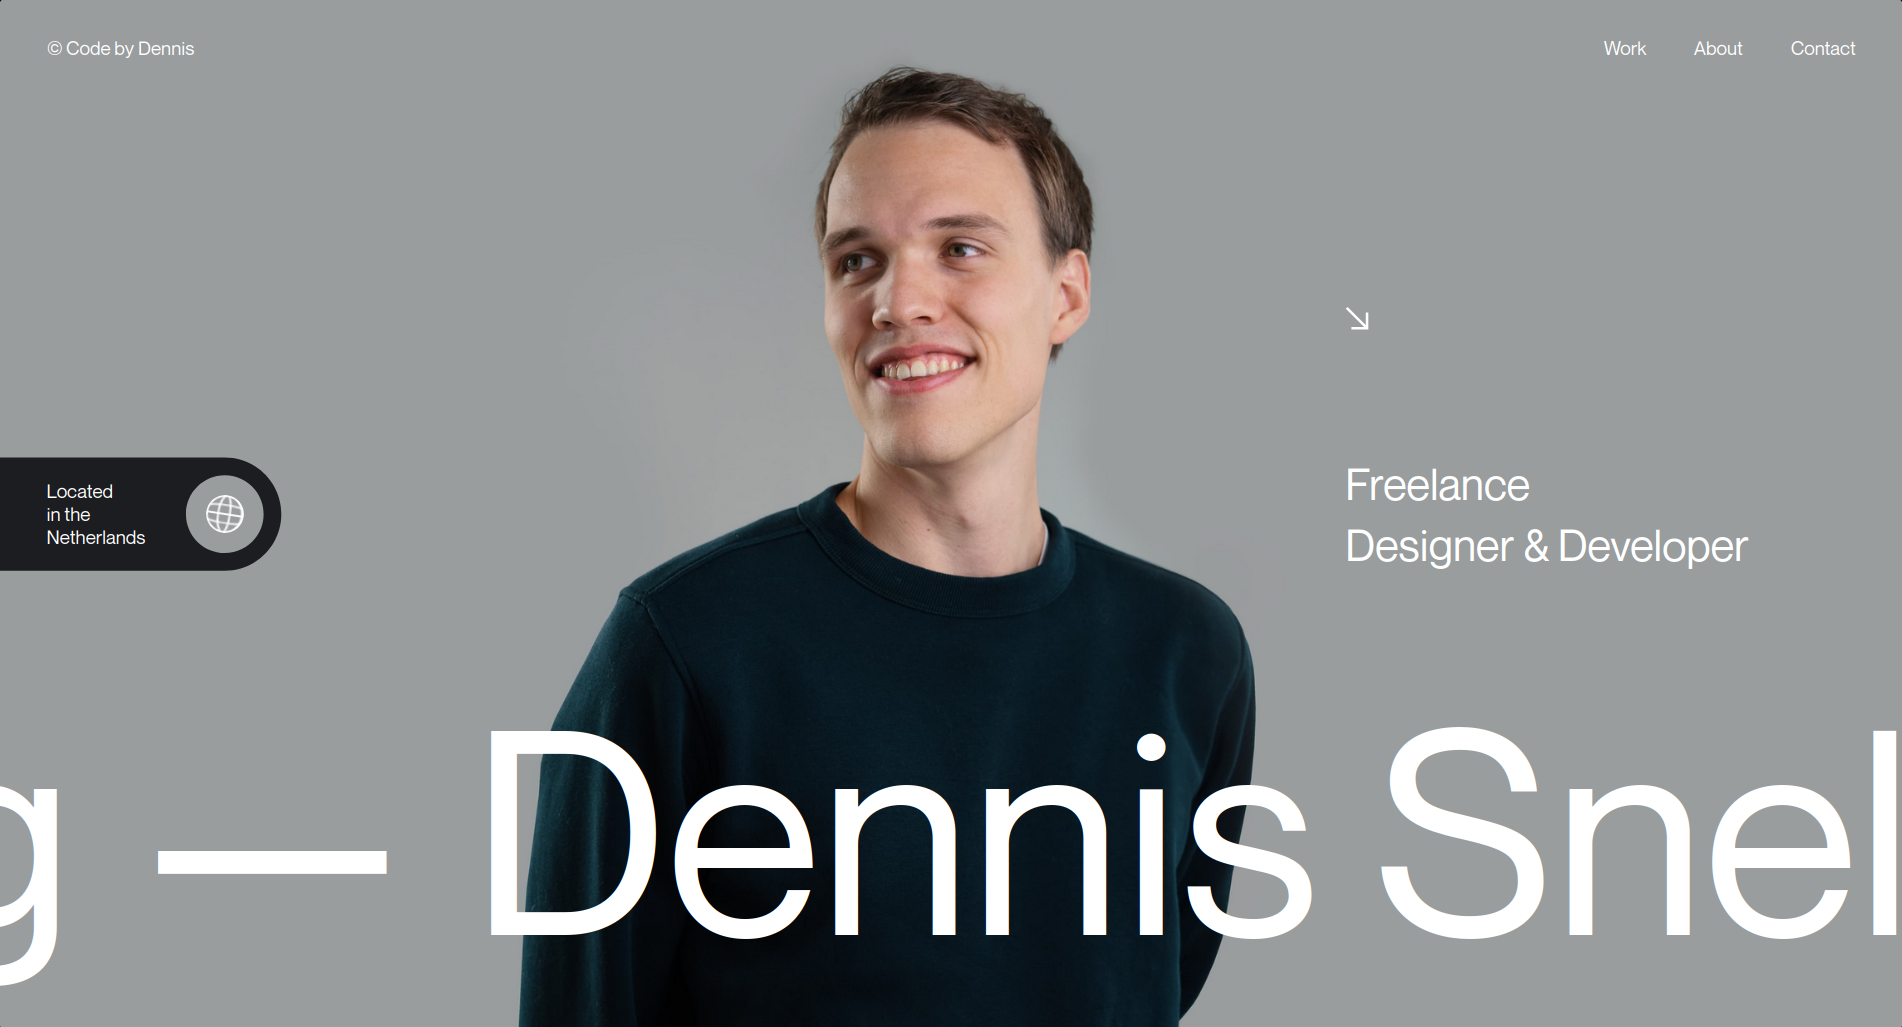 © Code by Dennis
Work
About
Contact
Located
in the
Netherlands
Freelance
Designer & Developer
g — Dennis Snel